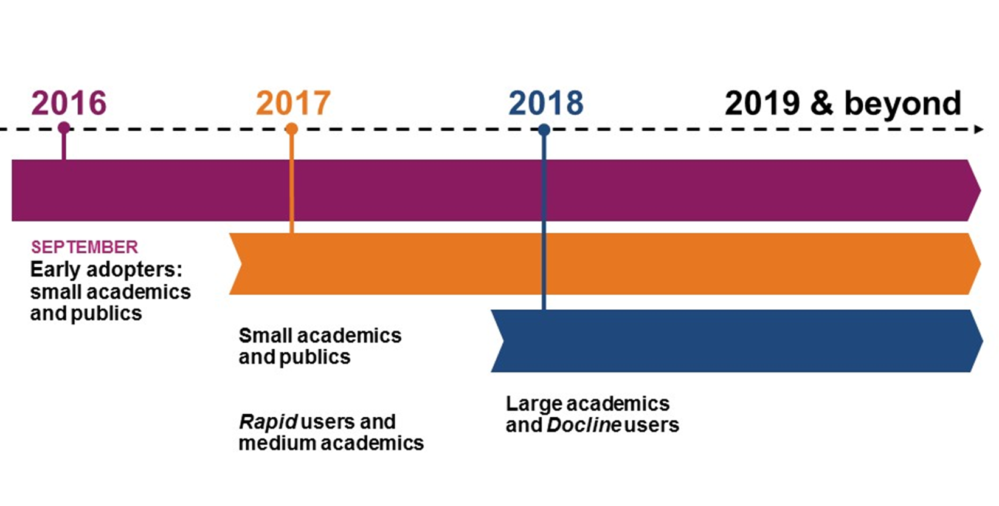 2016
2017
2018
2019 & beyond
SEPTEMBER
Early adopters:
small academics
and publics
Small academics
and publics
Rapid users and
medium academics
Large academics
and Docline users